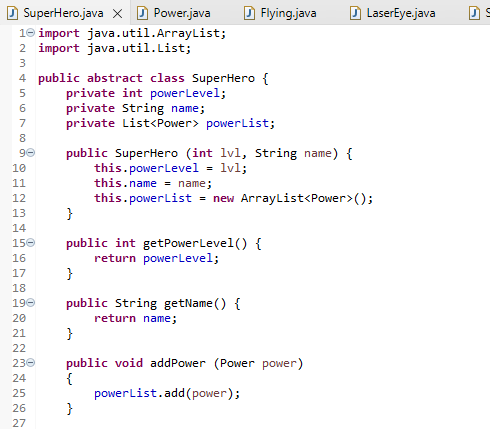 SuperHero.java Power.java Flying.java LaserEye.java S
1 import java.util.ArrayList;
2 import java.util.List;
3
4 public abstract class SuperHero {
5     private int powerLevel;
6     private String name;
7     private List<Power> powerList;
8
9     public SuperHero (int lvl, String name) {
10         this.powerLevel = lvl;
11         this.name = name;
12         this.powerList = new ArrayList<Power>();
13     }
14
15     public int getPowerLevel() {
16         return powerLevel;
17     }
18
19     public String getName() {
20         return name;
21     }
22
23     public void addPower (Power power)
24     {
25         powerList.add(power);
26     }
27